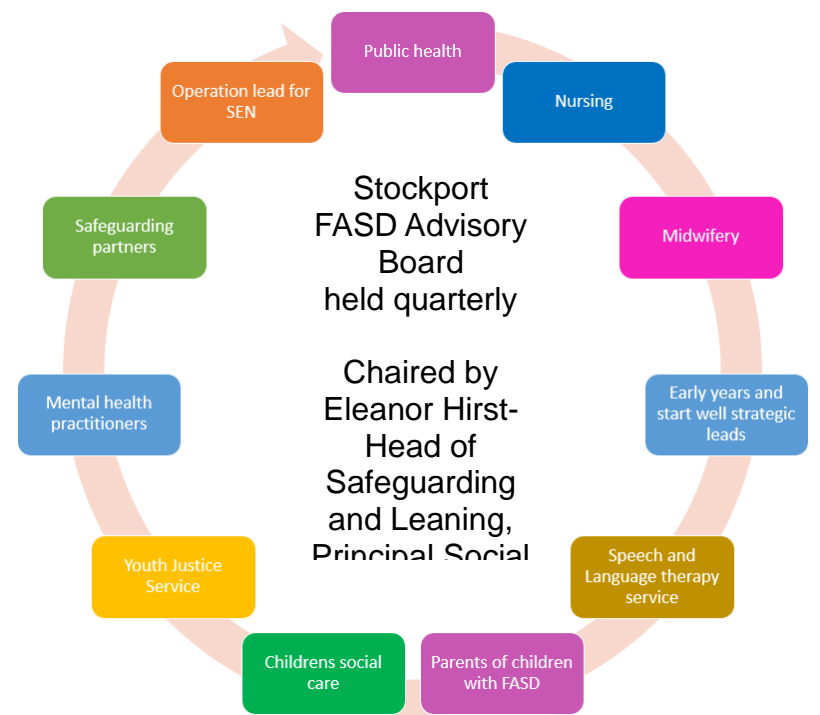 Public health
Nursing
Midwifery
Early years and
start well strategic
leads
Speech and
Language therapy
service
Parents of children
with FASD
Childrens social
care
Youth Justice
Service
Mental health
practitioners
Safeguarding
partners
Operation lead for
SEN
Stockport
FASD Advisory
Board
held quarterly
Chaired by
Eleanor Hirst-
Head of
Safeguarding
and Leaning,
Principal Social